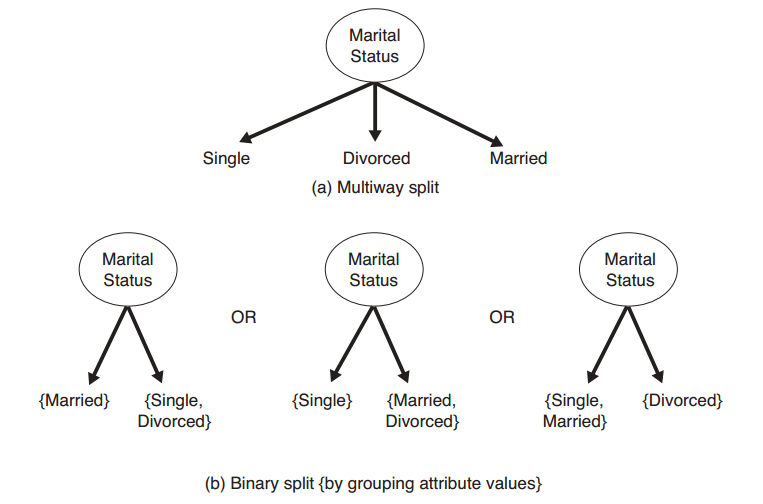 Marital
Status
Single
Divorced
Married
(a) Multiway split
Marital
Status
OR
Marital
Status
OR
Marital
Status
{Married}
{Single,
Divorced}
{Single}
{Married,
Divorced}
{Single,
Married}
{Divorced}
(b) Binary split {by grouping attribute values}